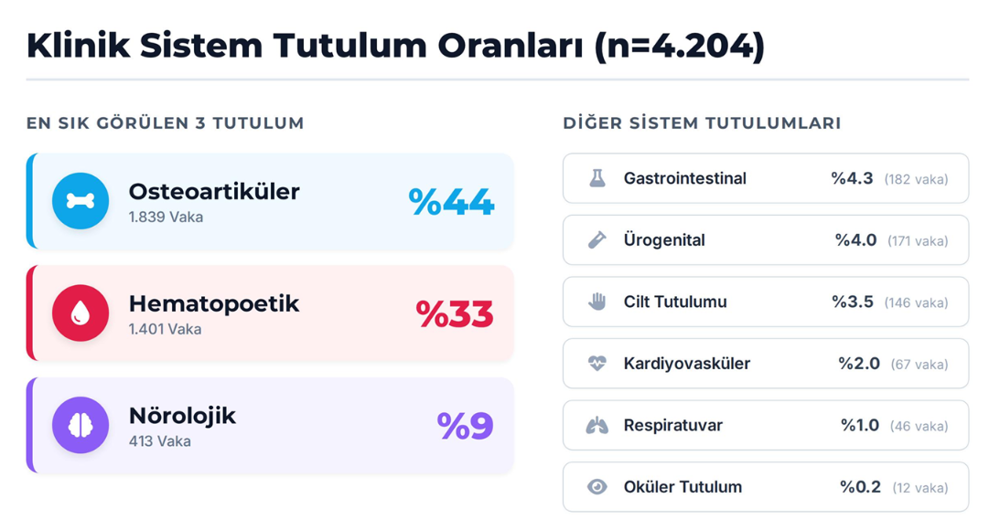 Klinik Sistem Tutulum Oranları (n=4.204)
EN SIK GÖRÜLEN 3 TUTULUM
Osteoartiküler
1.839 Vaka
%44
Hematopoetik
1.401 Vaka
%33
Nörolojik
413 Vaka
%9
DİĞER SİSTEM TUTULUMLARI
Gastrointestinal %4.3 (182 vaka)
Ürogenital %4.0 (171 vaka)
Cilt Tutulumu %3.5 (146 vaka)
Kardiyovasküler %2.0 (67 vaka)
Respiratuvar %1.0 (46 vaka)
Oküler Tutulum %0.2 (12 vaka)